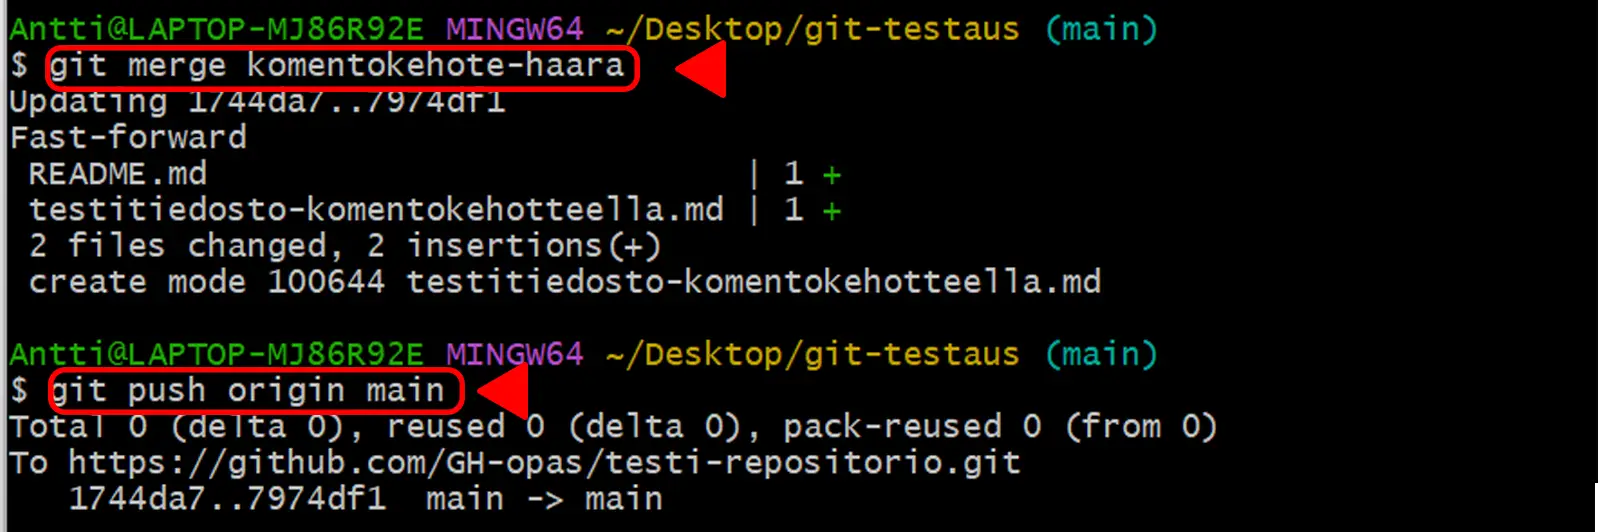 Antti@LAPTOP-MJ86R92E MINGW64 ~/Desktop/git-testaus (main)
$ git merge komentokehote-haara
Updating 1744da7..7974df1
Fast-forward
 README.md                            | 1 +
 testitiedosto-komentokehotteella.md | 1 +
 2 files changed, 2 insertions(+)
 create mode 100644 testitiedosto-komentokehotteella.md
Antti@LAPTOP-MJ86R92E MINGW64 ~/Desktop/git-testaus (main)
$ git push origin main
Total 0 (delta 0), reused 0 (delta 0), pack-reused 0 (from 0)
To https://github.com/GH-opas/testi-repositorio.git
   1744da7..7974df1  main -> main